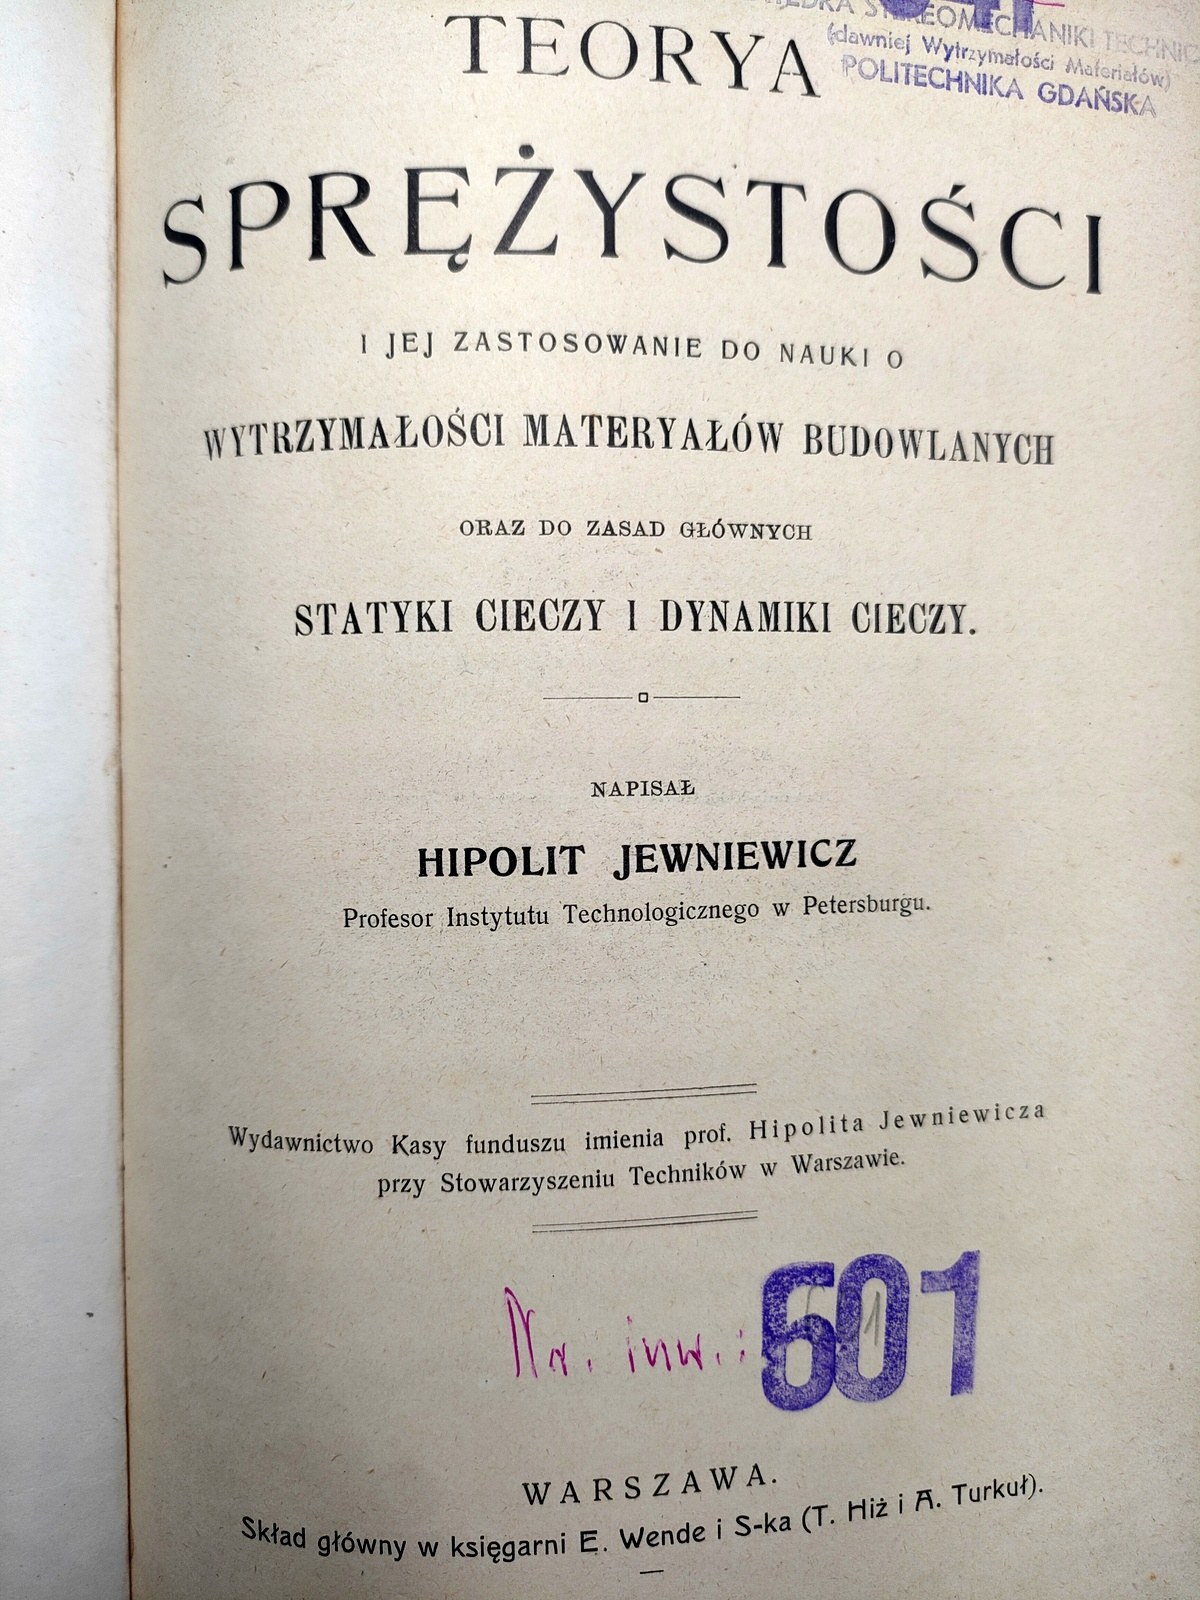 STEREOMECHANIKI
(dawniej Wytrzymałości Materiałów)
POLITECHNIKA GDAŃSKA
TEORYA
SPRĘŻYSTOŚCI
I JEJ ZASTOSOWANIE DO NAUKI O
WYTRZYMAŁOŚCI MATERYAŁÓW BUDOWLANYCH
ORAZ DO ZASAD GŁÓWNYCH
STATYKI CIECZY I DYNAMIKI CIECZY.
NAPISAŁ
HIPOLIT JEWNIEWICZ
Profesor Instytutu Technologicznego w Petersburgu.
Wydawnictwo Kasy funduszu imienia prof. Hipolita Jewniewicza
przy Stowarzyszeniu Techników w Warszawie.
Nr. inw.: 601
WARSZAWA.
Skład główny w księgarni E. Wende i S-ka (T. Hiż i A. Turkuł).